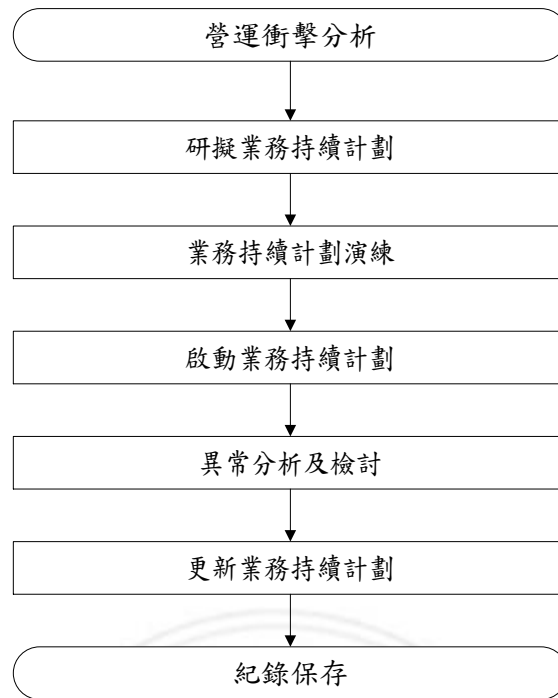 營運衝擊分析
研擬業務持續計劃
業務持續計劃演練
啟動業務持續計劃
異常分析及檢討
更新業務持續計劃
紀錄保存